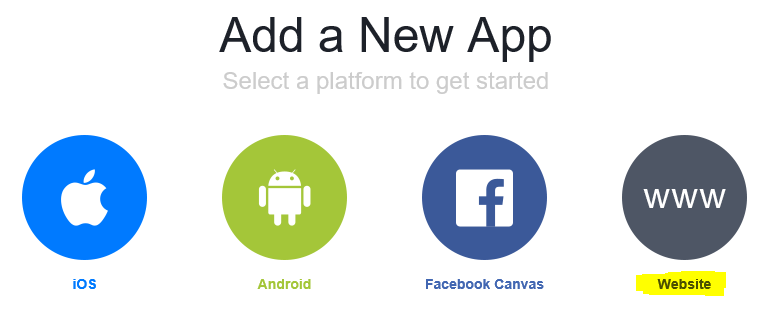 Add a New App
Select a platform to get started
www
iOS
Android
Facebook Canvas
Website